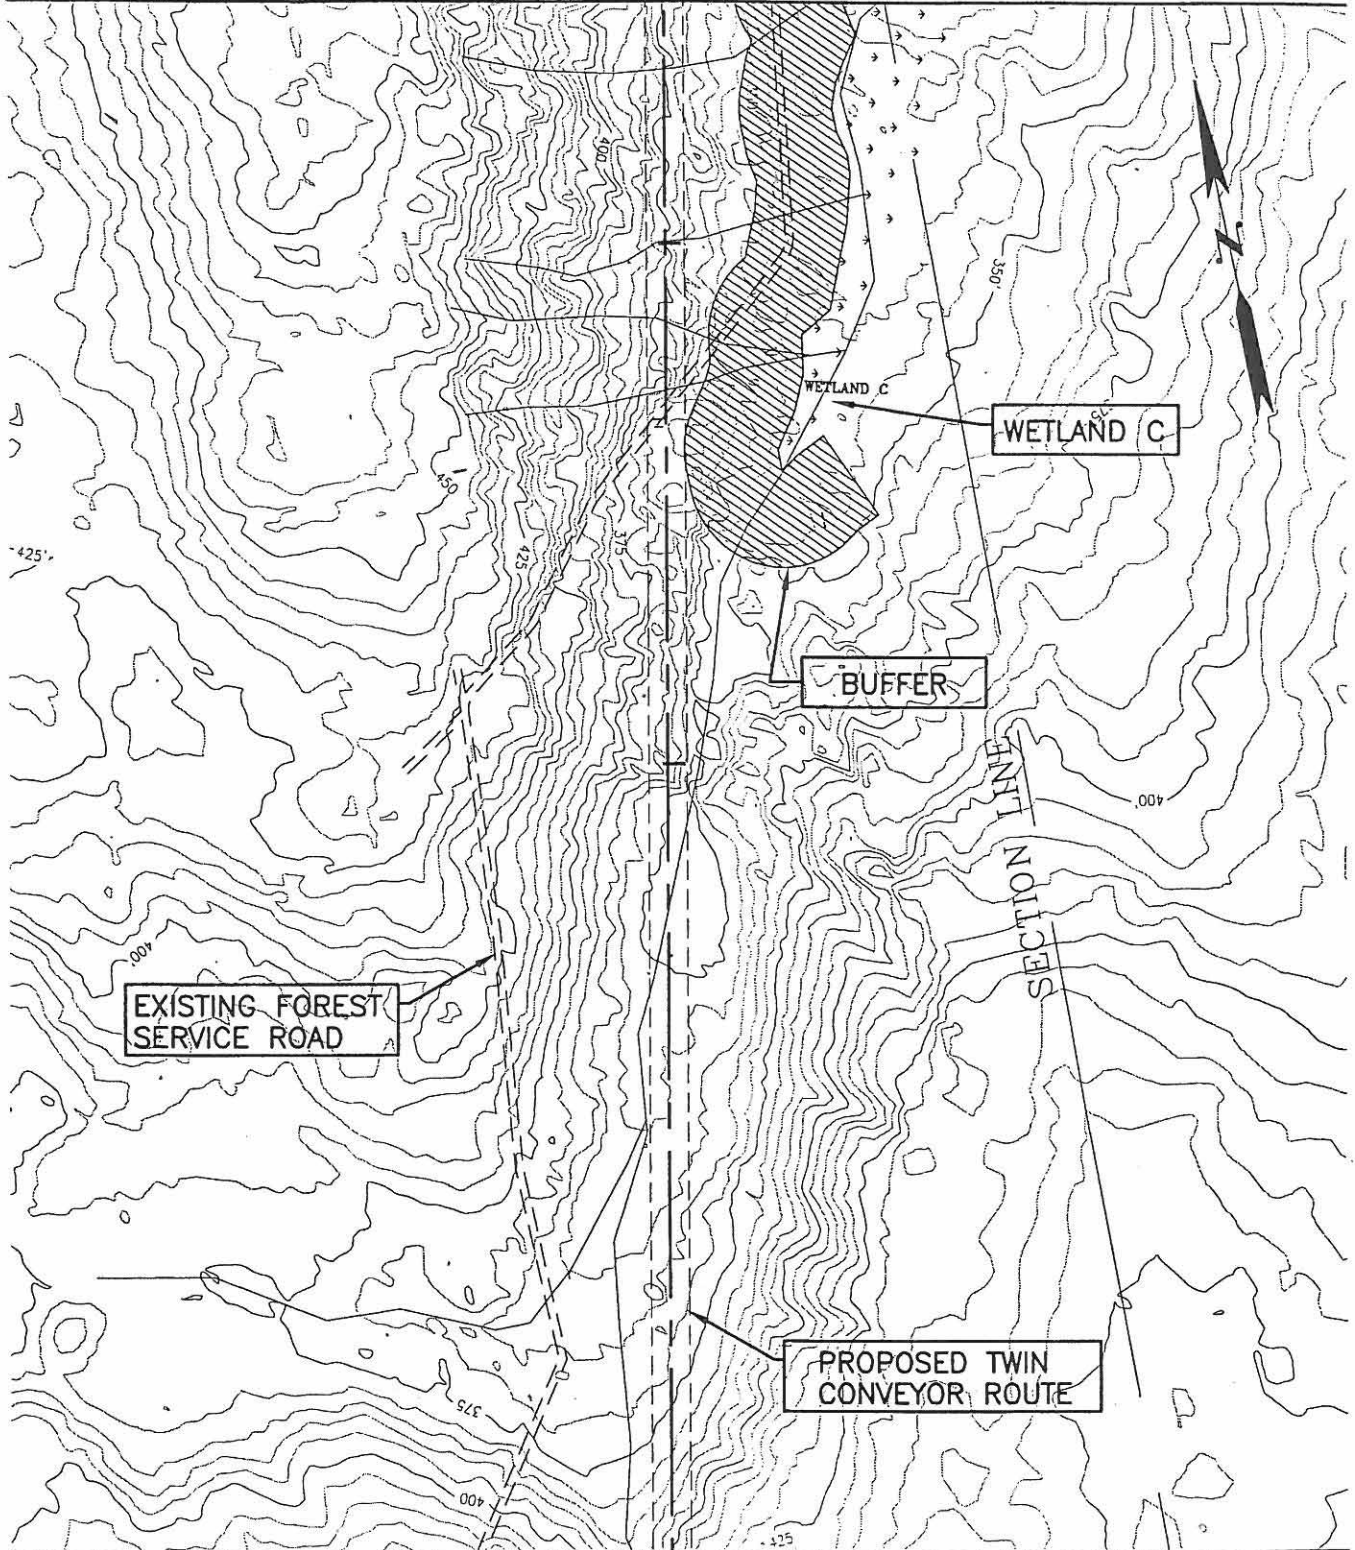 400'
N
350'
WETLAND C
375
WETLAND C
450
425'
425
375
BUFFER
SECTION LINE
400'
400'
EXISTING FOREST
SERVICE ROAD
PROPOSED TWIN
CONVEYOR ROUTE
375
400
425